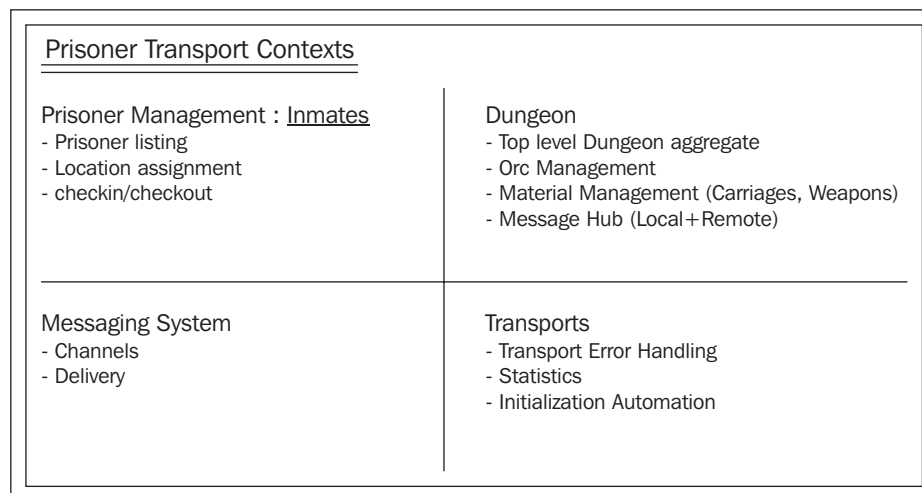 Prisoner Transport Contexts
Prisoner Management : Inmates
- Prisoner listing
- Location assignment
- checkin/checkout
Dungeon
- Top level Dungeon aggregate
- Orc Management
- Material Management (Carriages, Weapons)
- Message Hub (Local+Remote)
Messaging System
- Channels
- Delivery
Transports
- Transport Error Handling
- Statistics
- Initialization Automation